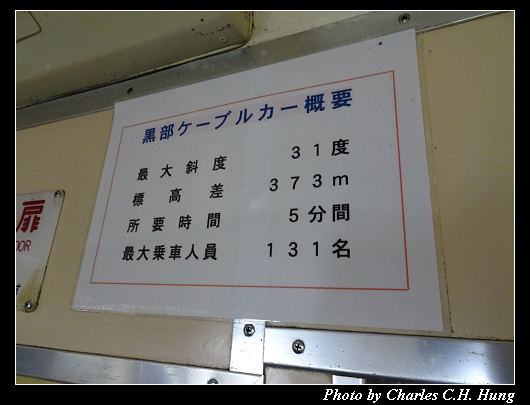 黒部ケーブルカー概要
最大斜度 31度
標高差 373m
所要時間 5分間
最大乗車人員 131名
扉
OOR
Photo by Charles C.H. Hung